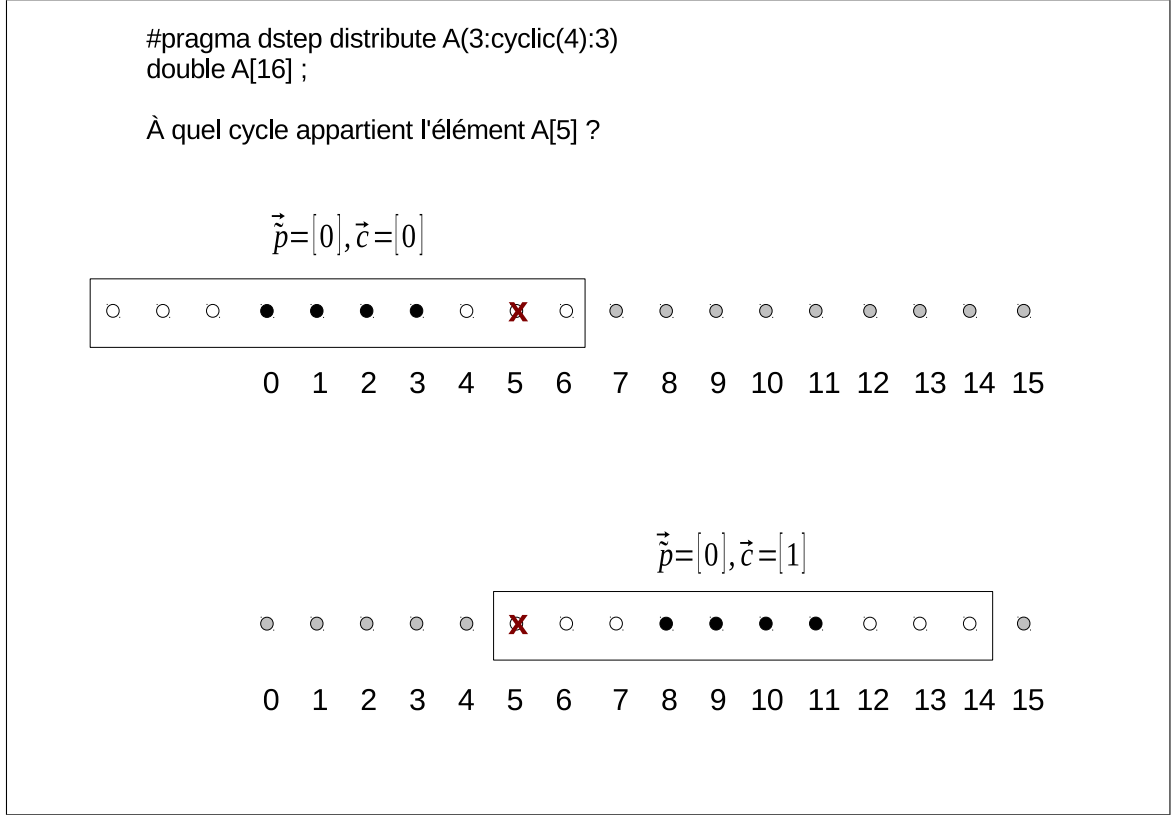 #pragma dstep distribute A(3:cyclic(4):3)
double A[16] ;
À quel cycle appartient l'élément A[5] ?
p̃⃗=[0], c⃗=[0]
X
0 1 2 3 4 5 6 7 8 9 10 11 12 13 14 15
p̃⃗=[0], c⃗=[1]
X
0 1 2 3 4 5 6 7 8 9 10 11 12 13 14 15